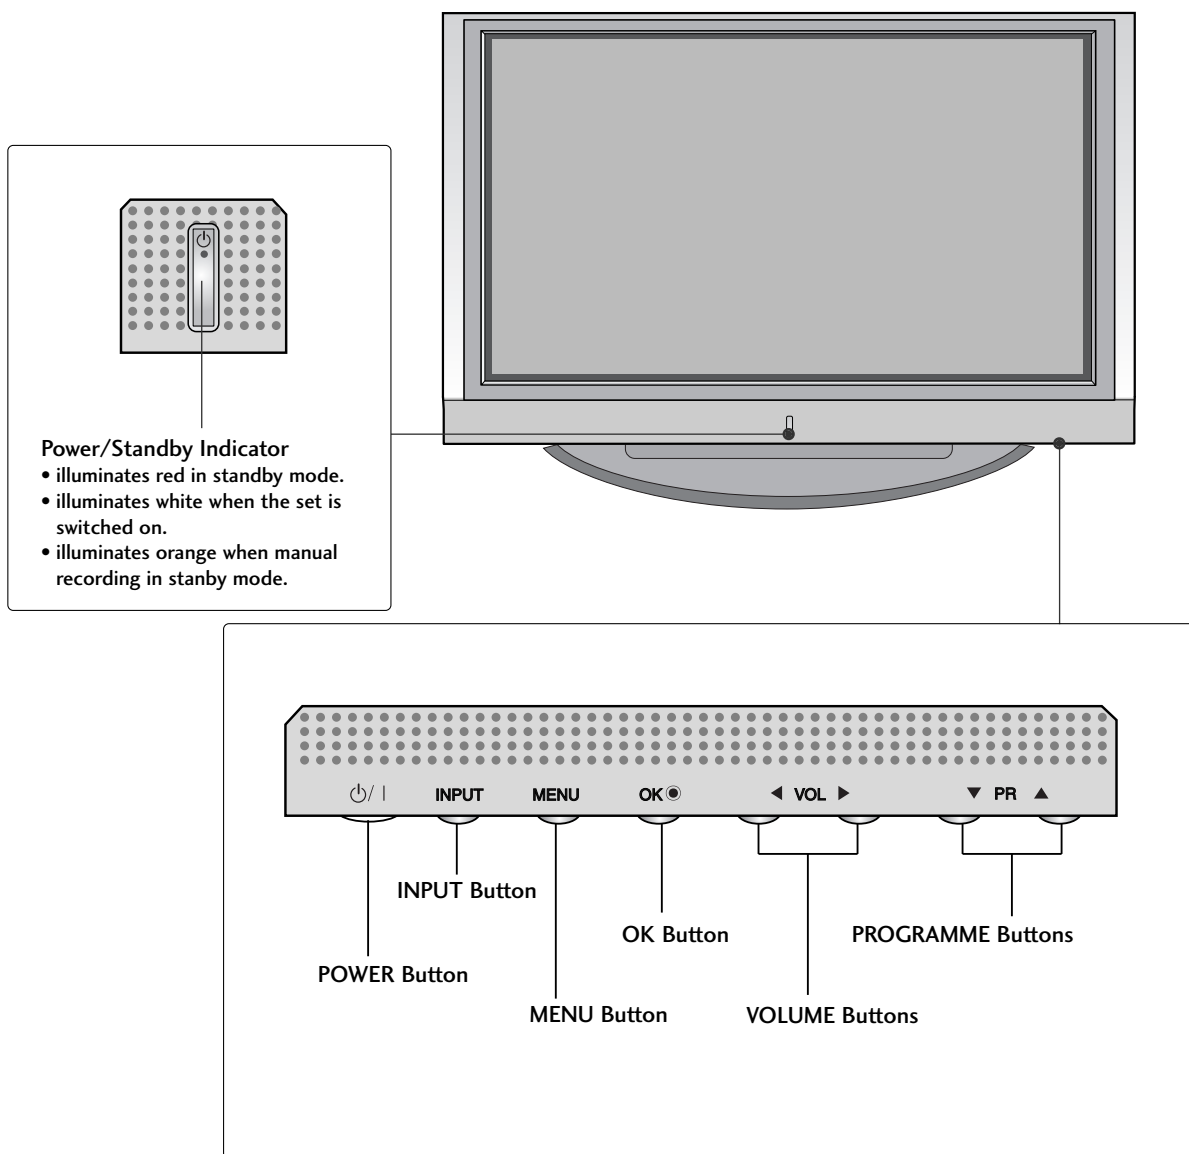 Power/Standby Indicator
• illuminates red in standby mode.
• illuminates white when the set is
switched on.
• illuminates orange when manual
recording in stanby mode.
/ I INPUT MENU OK VOL PR
INPUT Button
OK Button
PROGRAMME Buttons
POWER Button
MENU Button
VOLUME Buttons